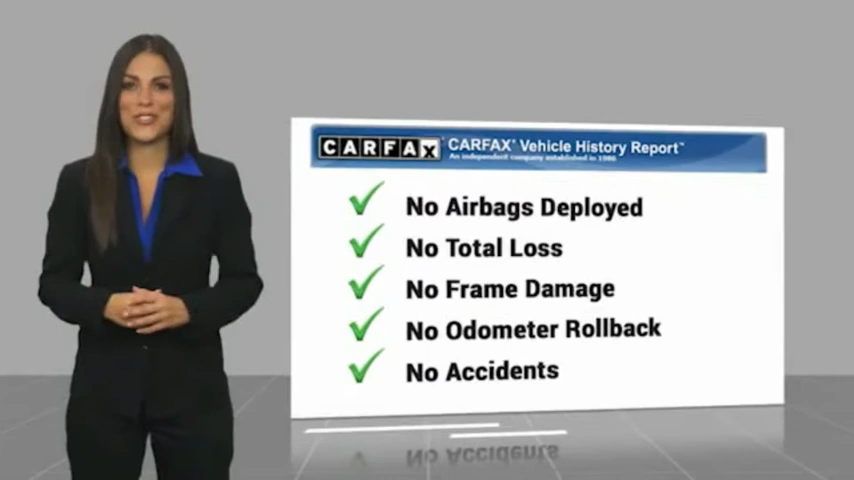 CARFAX CARFAX® Vehicle History Report™
An independent company established in 1986
No Airbags Deployed
No Total Loss
No Frame Damage
No Odometer Rollback
No Accidents